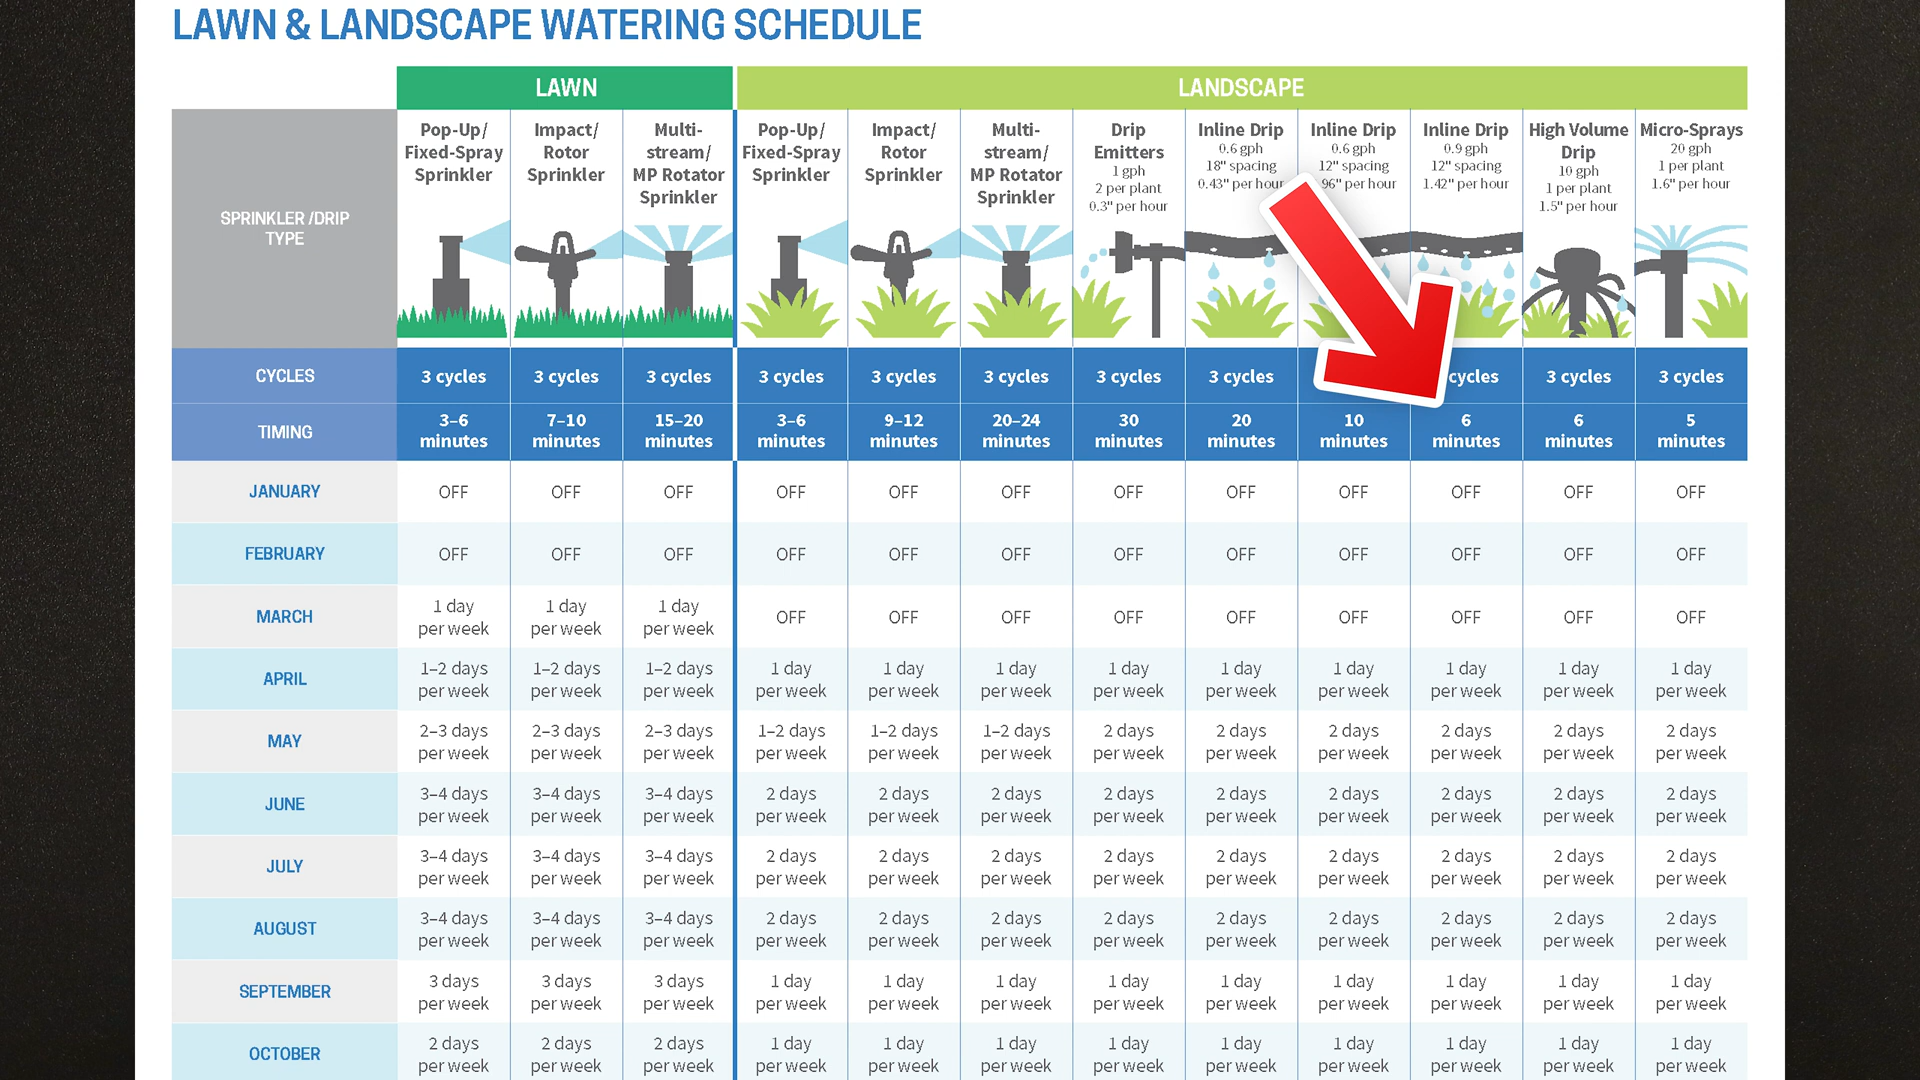 LAWN & LANDSCAPE WATERING SCHEDULE
LAWN LANDSCAPE
SPRINKLER /DRIP
TYPE
Pop-Up/
Fixed-Spray
Sprinkler
Impact/
Rotor
Sprinkler
Multi-
stream/
MP Rotator
Sprinkler
Pop-Up/
Fixed-Spray
Sprinkler
Impact/
Rotor
Sprinkler
Multi-
stream/
MP Rotator
Sprinkler
Drip
Emitters
1 gph
2 per plant
0.3" per hour
Inline Drip
0.6 gph
18" spacing
0.43" per hour
Inline Drip
0.6 gph
12" spacing
96" per hour
Inline Drip
0.9 gph
12" spacing
1.42" per hour
High Volume
Drip
10 gph
1 per plant
1.5" per hour
Micro-Sprays
20 gph
1 per plant
1.6" per hour
CYCLES 3 cycles 3 cycles 3 cycles 3 cycles 3 cycles 3 cycles 3 cycles 3 cycles cycles 3 cycles 3 cycles
TIMING 3–6 7–10 15–20 3–6 9–12 20–24 30 20 10 6 6 5
minutes minutes minutes minutes minutes minutes minutes minutes minutes minutes minutes minutes
JANUARY OFF OFF OFF OFF OFF OFF OFF OFF OFF OFF OFF OFF
FEBRUARY OFF OFF OFF OFF OFF OFF OFF OFF OFF OFF OFF OFF
MARCH 1 day 1 day 1 day OFF OFF OFF OFF OFF OFF OFF OFF OFF
per week per week per week
APRIL 1–2 days 1–2 days 1–2 days 1 day 1 day 1 day 1 day 1 day 1 day 1 day 1 day 1 day
per week per week per week per week per week per week per week per week per week per week per week per week
MAY 2–3 days 2–3 days 2–3 days 1–2 days 1–2 days 1–2 days 2 days 2 days 2 days 2 days 2 days 2 days
per week per week per week per week per week per week per week per week per week per week per week per week
JUNE 3–4 days 3–4 days 3–4 days 2 days 2 days 2 days 2 days 2 days 2 days 2 days 2 days 2 days
per week per week per week per week per week per week per week per week per week per week per week per week
JULY 3–4 days 3–4 days 3–4 days 2 days 2 days 2 days 2 days 2 days 2 days 2 days 2 days 2 days
per week per week per week per week per week per week per week per week per week per week per week per week
AUGUST 3–4 days 3–4 days 3–4 days 2 days 2 days 2 days 2 days 2 days 2 days 2 days 2 days 2 days
per week per week per week per week per week per week per week per week per week per week per week per week
SEPTEMBER 3 days 3 days 3 days 1 day 1 day 1 day 1 day 1 day 1 day 1 day 1 day 1 day
per week per week per week per week per week per week per week per week per week per week per week per week
OCTOBER 2 days 2 days 2 days 1 day 1 day 1 day 1 day 1 day 1 day 1 day 1 day 1 day
per week per week per week per week per week per week per week per week per week per week per week per week